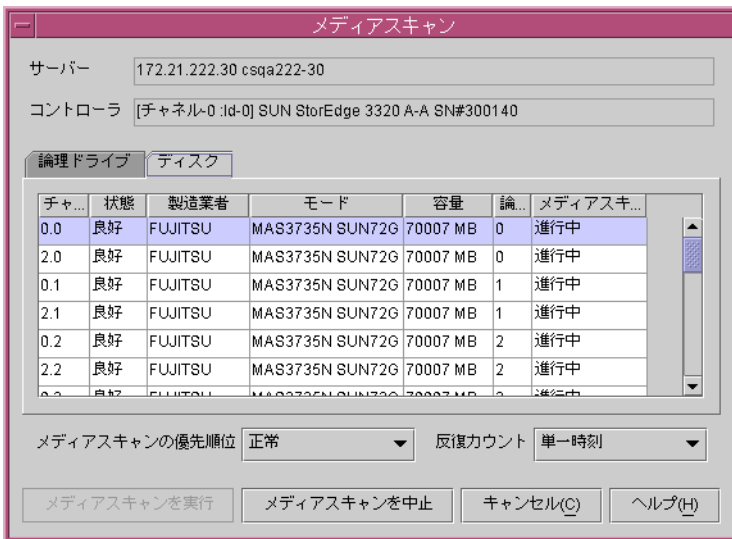 メディアスキャン
サーバー 172.21.222.30 csqa222-30
コントローラ [チャネル-0 :Id-0] SUN StorEdge 3320 A-A SN#300140
論理ドライブ ディスク
チャ... 状態 製造業者 モード 容量 論... メディアスキ...
0.0 良好 FUJITSU MAS3735N SUN72G 70007 MB 0 進行中
2.0 良好 FUJITSU MAS3735N SUN72G 70007 MB 0 進行中
0.1 良好 FUJITSU MAS3735N SUN72G 70007 MB 1 進行中
2.1 良好 FUJITSU MAS3735N SUN72G 70007 MB 1 進行中
0.2 良好 FUJITSU MAS3735N SUN72G 70007 MB 2 進行中
2.2 良好 FUJITSU MAS3735N SUN72G 70007 MB 2 進行中
メディアスキャンの優先順位 正常 反復カウント 単一時刻
メディアスキャンを実行 メディアスキャンを中止 キャンセル(C) ヘルプ(H)